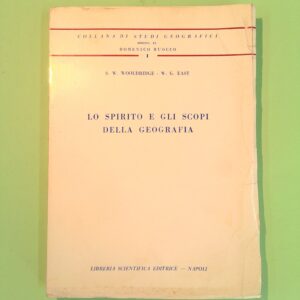 COLLANA DI STUDI GEOGRAFICI
DIRETTA DA
DOMENICO RUOCCO
1
S. W. WOOLDRIDGE - W. G. EAST
LO SPIRITO E GLI SCOPI
DELLA GEOGRAFIA
LIBRERIA SCIENTIFICA EDITRICE — NAPOLI